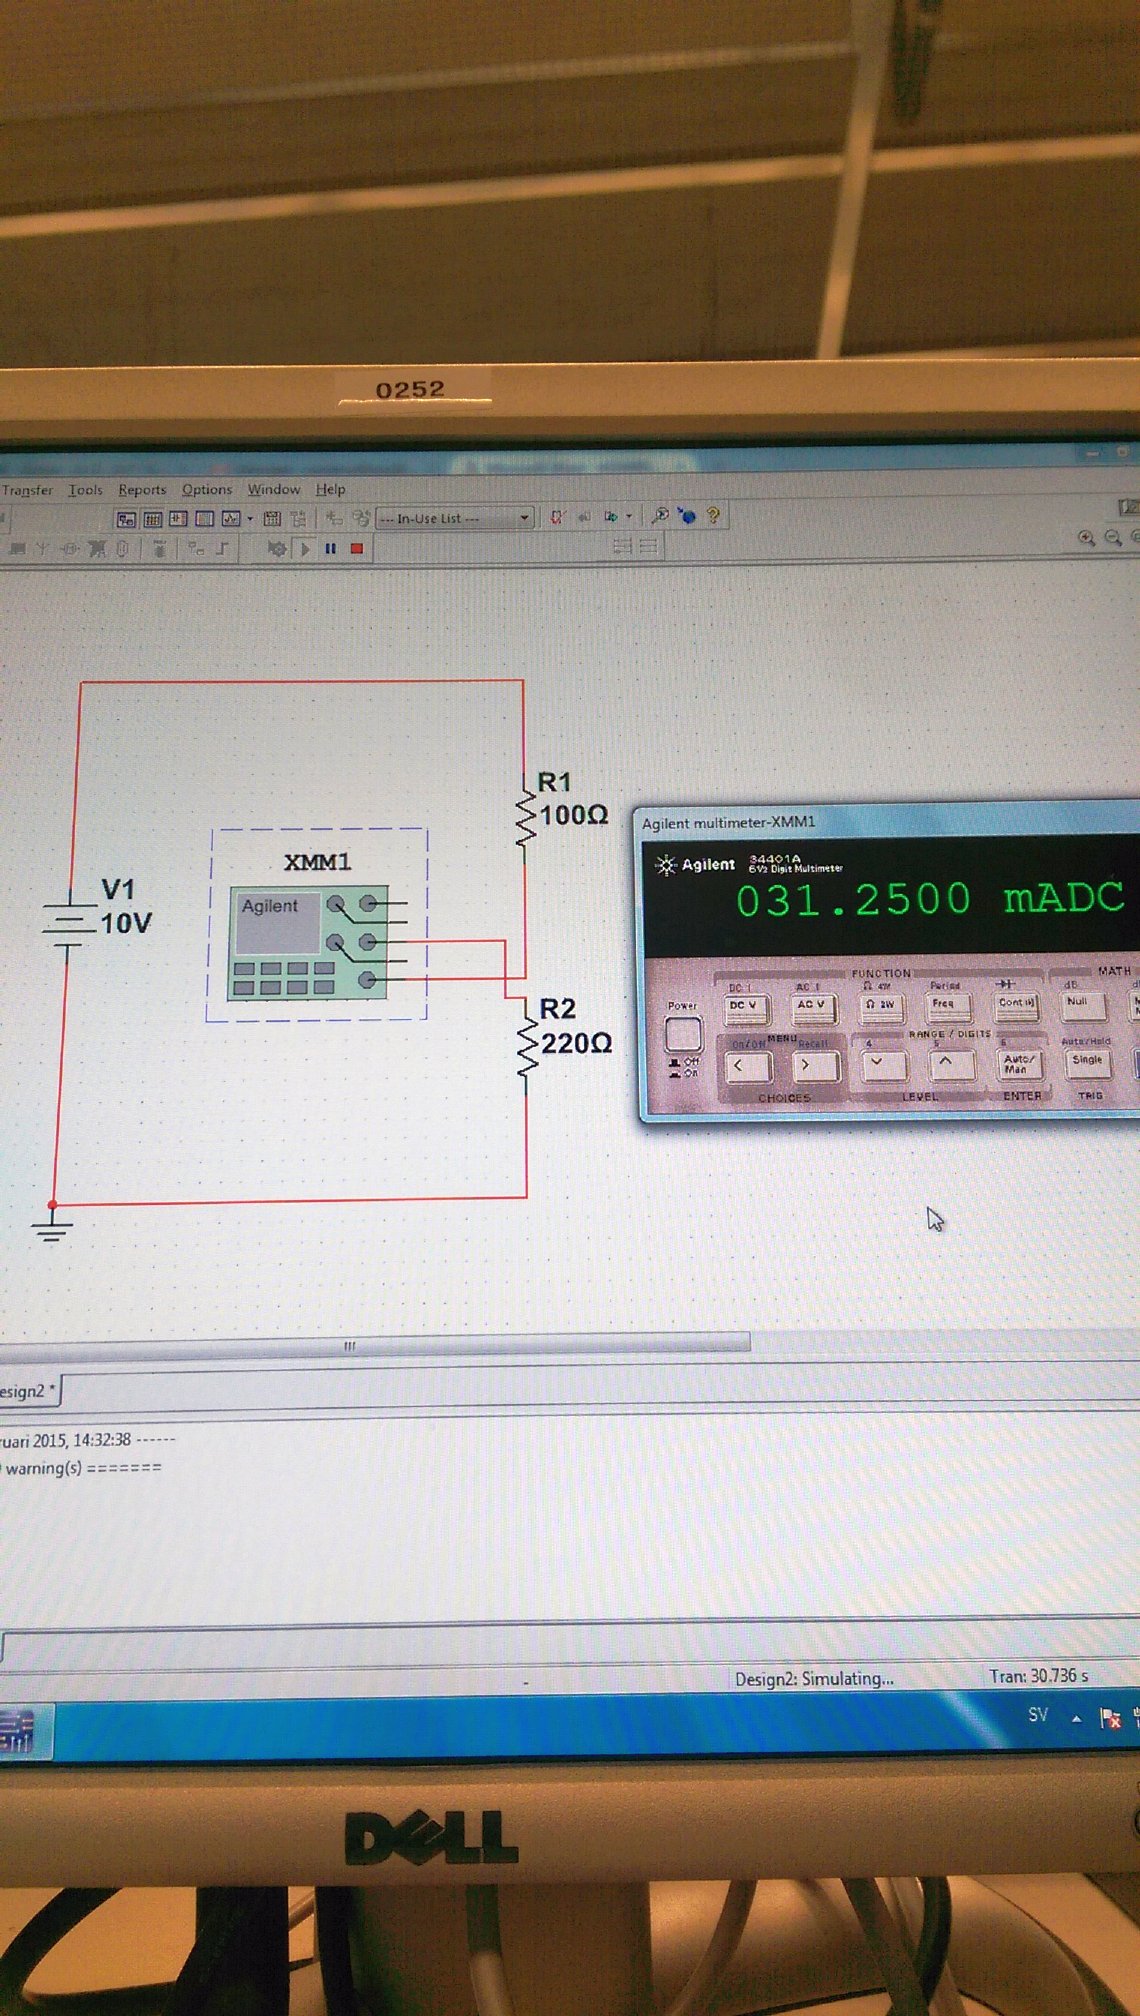 0252
Transfer Tools Reports Options Window Help
--- In-Use List ---
R1
100Ω
XMM1
Agilent
V1
10V
R2
220Ω
Agilent multimeter-XMM1
Agilent 34401A
6½ Digit Multimeter
031.2500 mADC
FUNCTION
MATH
DC I AC I Ω 4W Period dB
Power
DC V AC V Ω 2W Freq Cont Null
MENU
RANGE / DIGITS
On/Off Recall 4 5 6 Auto/Hold
Off
On
< > Auto/
Man Single
CHOICES LEVEL ENTER TRIG
esign2 *
ruari 2015, 14:32:38 ------
warning(s) =======
Design2: Simulating... Tran: 30.736 s
SV
DELL